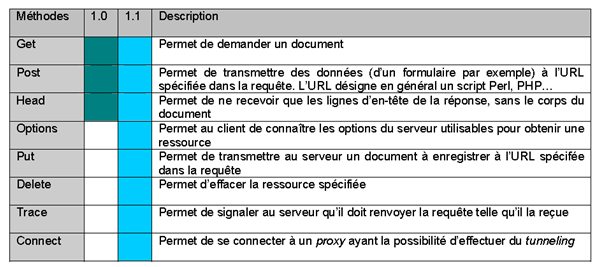 Méthodes 1.0 1.1 Description
Get Permet de demander un document
Post Permet de transmettre des données (d'un formulaire par exemple) à l'URL
spécifiée dans la requête. L'URL désigne en général un script Perl, PHP…
Head Permet de ne recevoir que les lignes d'en-tête de la réponse, sans le corps du
document
Options Permet au client de connaître les options du serveur utilisables pour obtenir une
ressource
Put Permet de transmettre au serveur un document à enregistrer à l'URL spécifée
dans la requête
Delete Permet d'effacer la ressource spécifiée
Trace Permet de signaler au serveur qu'il doit renvoyer la requête telle qu'il la reçue
Connect Permet de se connecter à un proxy ayant la possibilité d'effectuer du tunneling